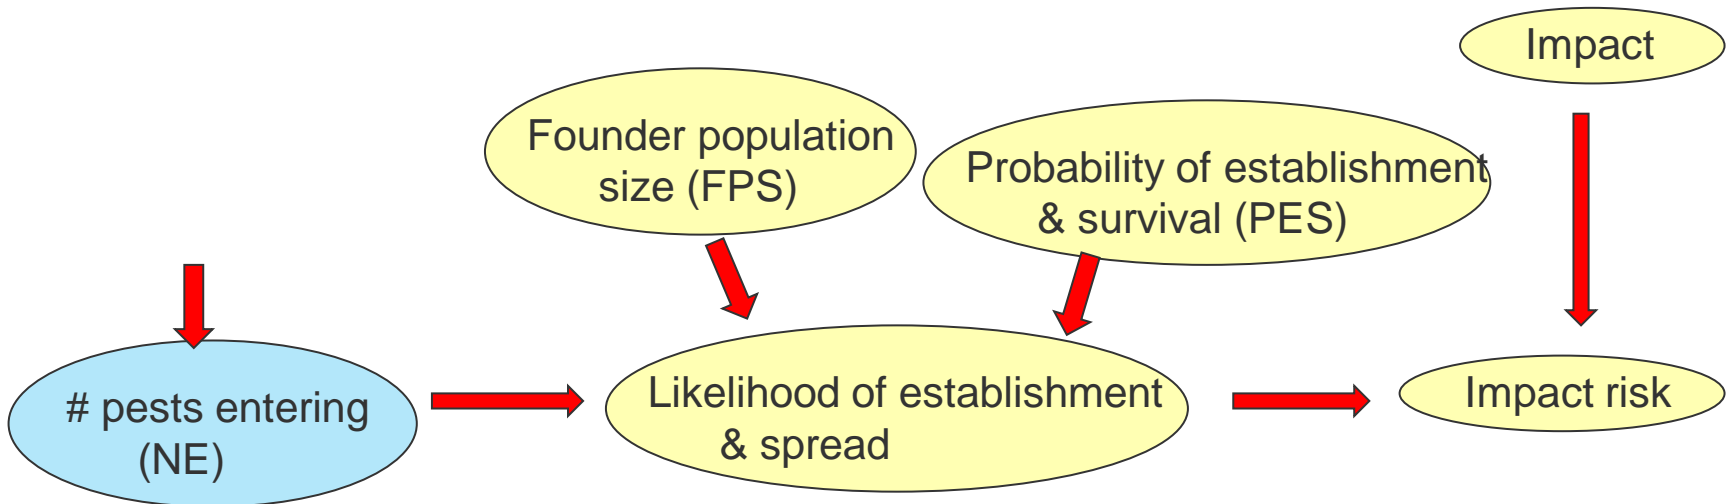 Impact
Founder population
size (FPS)
Probability of establishment
& survival (PES)
# pests entering
(NE)
Likelihood of establishment
& spread
Impact risk